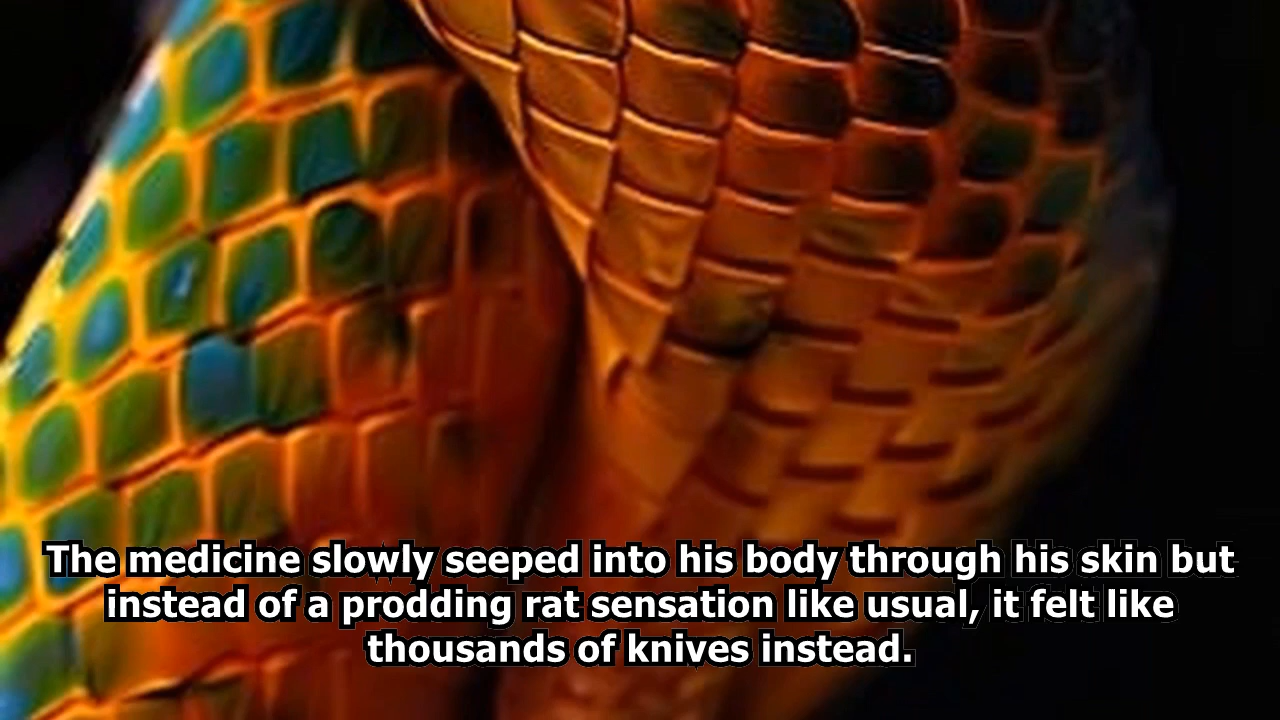 The medicine slowly seeped into his body through his skin but
instead of a prodding rat sensation like usual, it felt like
thousands of knives instead.